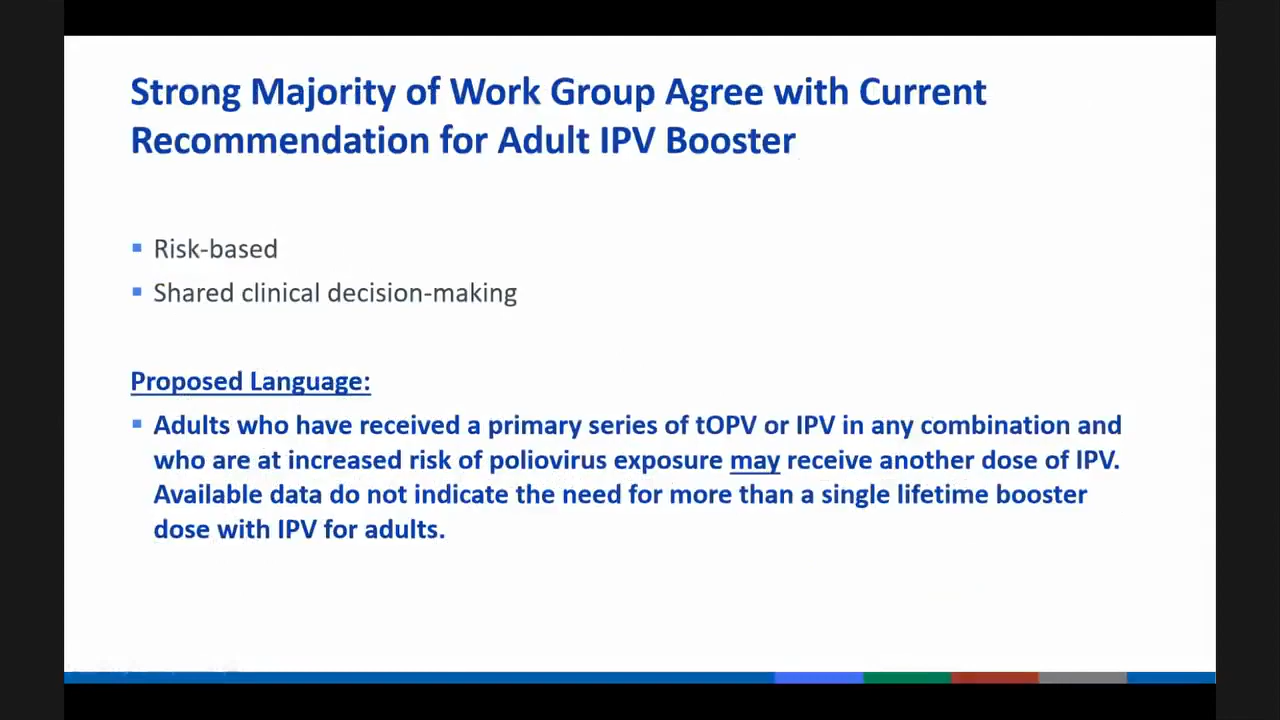 Strong Majority of Work Group Agree with Current
Recommendation for Adult IPV Booster
▪ Risk-based
▪ Shared clinical decision-making
Proposed Language:
▪ Adults who have received a primary series of tOPV or IPV in any combination and
who are at increased risk of poliovirus exposure may receive another dose of IPV.
Available data do not indicate the need for more than a single lifetime booster
dose with IPV for adults.